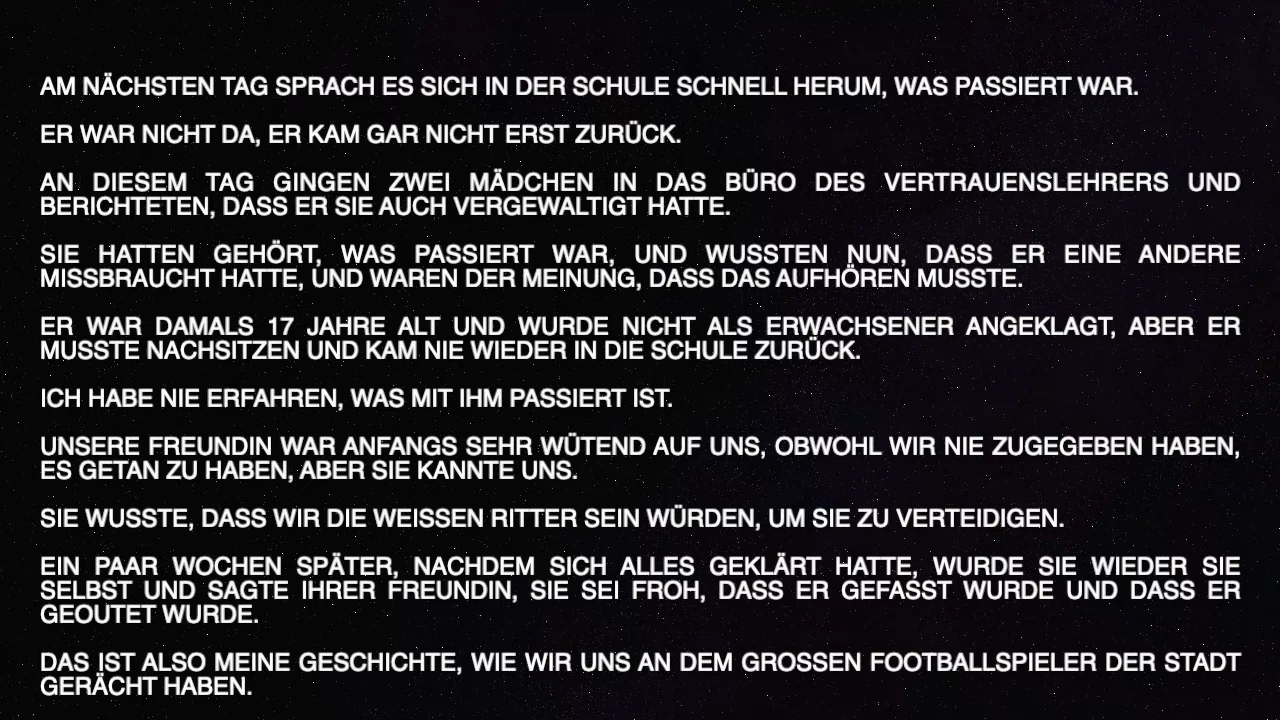 AM NÄCHSTEN TAG SPRACH ES SICH IN DER SCHULE SCHNELL HERUM, WAS PASSIERT WAR.
ER WAR NICHT DA, ER KAM GAR NICHT ERST ZURÜCK.
AN DIESEM TAG GINGEN ZWEI MÄDCHEN IN DAS BÜRO DES VERTRAUENSLEHRERS UND
BERICHTETEN, DASS ER SIE AUCH VERGEWALTIGT HATTE.
SIE HATTEN GEHÖRT, WAS PASSIERT WAR, UND WUSSTEN NUN, DASS ER EINE ANDERE
MISSBRAUCHT HATTE, UND WAREN DER MEINUNG, DASS DAS AUFHÖREN MUSSTE.
ER WAR DAMALS 17 JAHRE ALT UND WURDE NICHT ALS ERWACHSENER ANGEKLAGT, ABER ER
MUSSTE NACHSITZEN UND KAM NIE WIEDER IN DIE SCHULE ZURÜCK.
ICH HABE NIE ERFAHREN, WAS MIT IHM PASSIERT IST.
UNSERE FREUNDIN WAR ANFANGS SEHR WÜTEND AUF UNS, OBWOHL WIR NIE ZUGEGEBEN HABEN,
ES GETAN ZU HABEN, ABER SIE KANNTE UNS.
SIE WUSSTE, DASS WIR DIE WEISSEN RITTER SEIN WÜRDEN, UM SIE ZU VERTEIDIGEN.
EIN PAAR WOCHEN SPÄTER, NACHDEM SICH ALLES GEKLÄRT HATTE, WURDE SIE WIEDER SIE
SELBST UND SAGTE IHRER FREUNDIN, SIE SEI FROH, DASS ER GEFASST WURDE UND DASS ER
GEOUTET WURDE.
DAS IST ALSO MEINE GESCHICHTE, WIE WIR UNS AN DEM GROSSEN FOOTBALLSPIELER DER STADT
GERÄCHT HABEN.